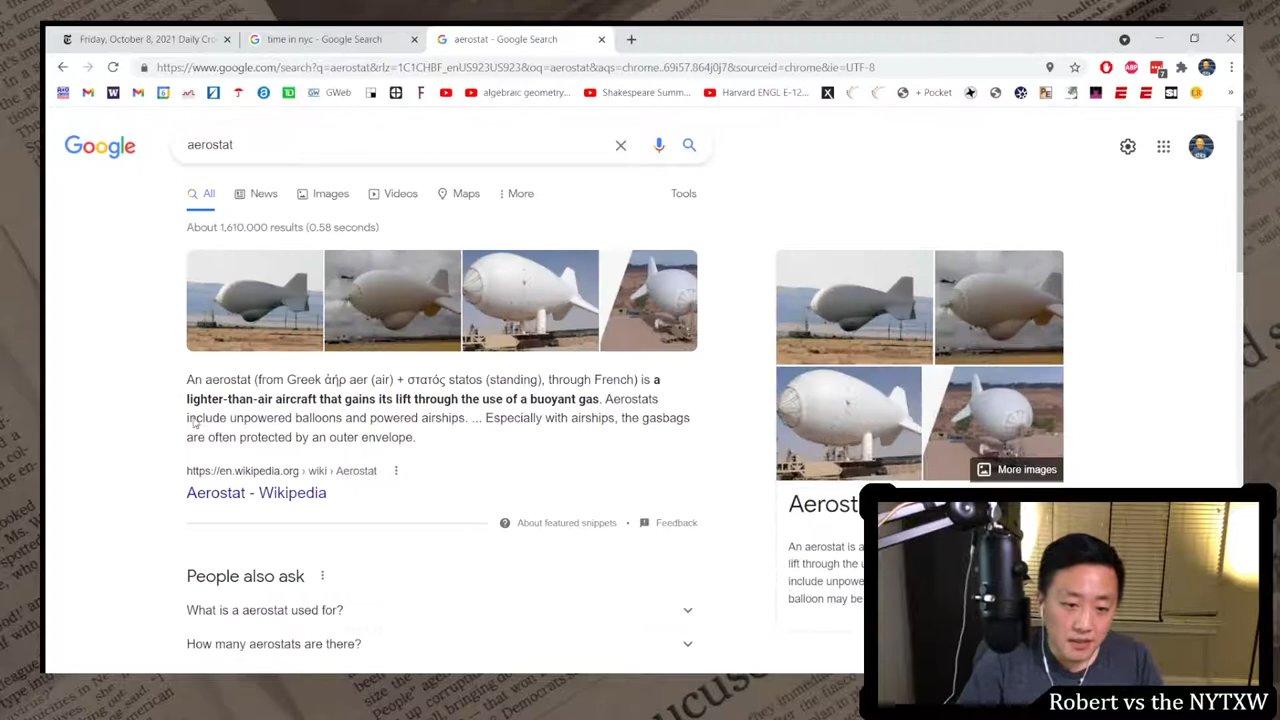 Friday, October 8, 2021 Daily Cro
time in nyc - Google Search
aerostat - Google Search
https://www.google.com/search?q=aerostat&rlz=1C1CHBF_enUS923US923&oq=aerostat&aqs=chrome..69i57.864j0j7&sourceid=chrome&ie=UTF-8
GWeb
algebraic geometry...
Shakespeare Summ...
Harvard ENGL E-12...
+ Pocket
Google
aerostat
All
News
Images
Videos
Maps
More
Tools
About 1,610,000 results (0.58 seconds)
An aerostat (from Greek ἀήρ aer (air) + στατός statos (standing), through French) is a
lighter-than-air aircraft that gains its lift through the use of a buoyant gas. Aerostats
include unpowered balloons and powered airships. ... Especially with airships, the gasbags
are often protected by an outer envelope.
https://en.wikipedia.org › wiki › Aerostat
Aerostat - Wikipedia
About featured snippets
Feedback
People also ask
What is a aerostat used for?
How many aerostats are there?
More images
Aerost
An aerostat is a
lift through the u
include unpowe
balloon may be
Robert vs the NYTXW